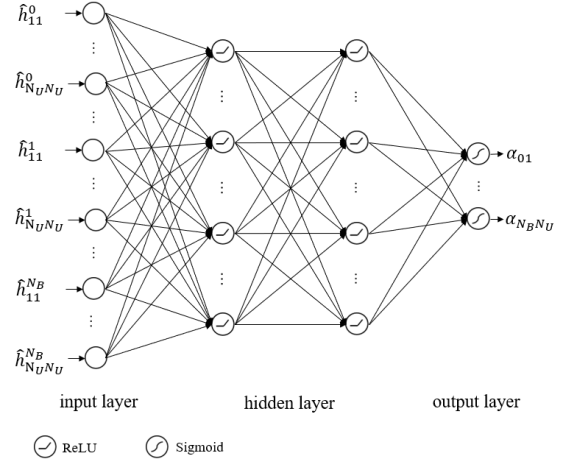 ĥ⁰₁₁
⋮
ĥ⁰_{N_U N_U}
⋮
ĥ¹₁₁
⋮
ĥ¹_{N_U N_U}
⋮
ĥ^{N_B}₁₁
⋮
ĥ^{N_B}_{N_U N_U}
α₀₁
⋮
α_{N_B N_U}
input layer
hidden layer
output layer
ReLU
Sigmoid